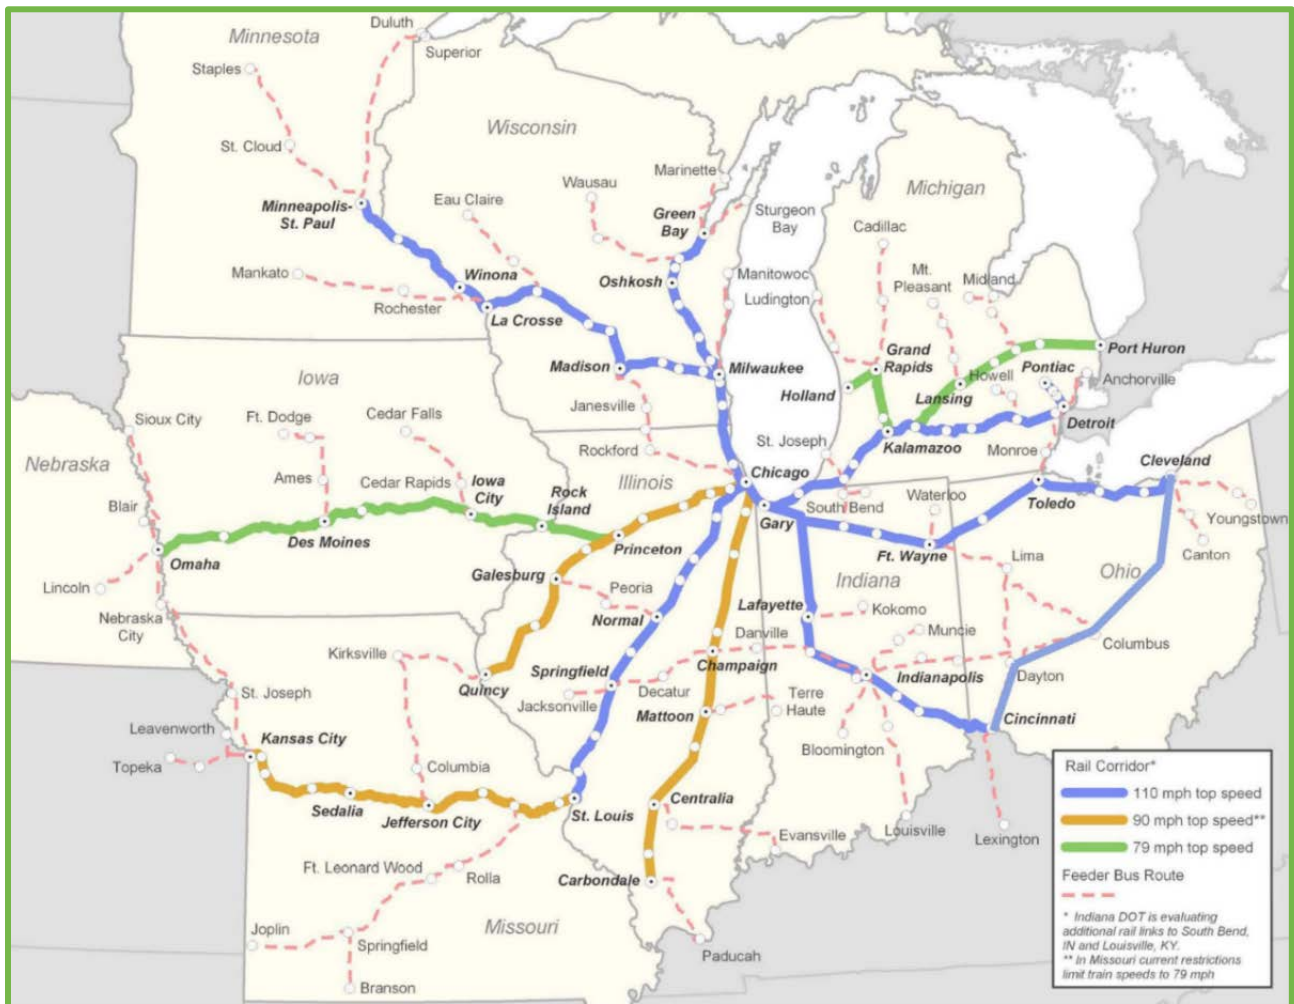 Duluth
Superior
Minnesota
Staples
Wisconsin
St. Cloud
Marinette
Wausau
Michigan
Eau Claire
Minneapolis-
St. Paul
Green
Bay
Sturgeon
Bay
Cadillac
Mankato
Winona
Oshkosh
Manitowoc
Ludington
Mt.
Pleasant
Midland
Rochester
La Crosse
Madison
Milwaukee
Grand
Rapids
Port Huron
Pontiac
Iowa
Holland
Lansing
Howell
Anchorville
Sioux City
Ft. Dodge
Cedar Falls
Janesville
St. Joseph
Detroit
Rockford
Kalamazoo
Monroe
Nebraska
Chicago
Cleveland
Ames
Cedar Rapids
Iowa
City
Rock
Island
Illinois
South Bend
Waterloo
Toledo
Blair
Gary
Youngstown
Des Moines
Princeton
Ft. Wayne
Canton
Omaha
Lima
Lincoln
Galesburg
Peoria
Indiana
Ohio
Nebraska
City
Normal
Lafayette
Kokomo
Muncie
Danville
Columbus
Kirksville
Springfield
Champaign
Quincy
Indianapolis
Dayton
St. Joseph
Jacksonville
Decatur
Terre
Haute
Mattoon
Cincinnati
Leavenworth
Kansas City
Bloomington
Topeka
Columbia
Sedalia
Jefferson City
St. Louis
Centralia
Evansville
Louisville
Lexington
Ft. Leonard Wood
Rolla
Carbondale
Joplin
Springfield
Missouri
Paducah
Branson
Rail Corridor*
110 mph top speed
90 mph top speed**
79 mph top speed
Feeder Bus Route
* Indiana DOT is evaluating
additional rail links to South Bend,
IN and Louisville, KY.
** In Missouri current restrictions
limit train speeds to 79 mph